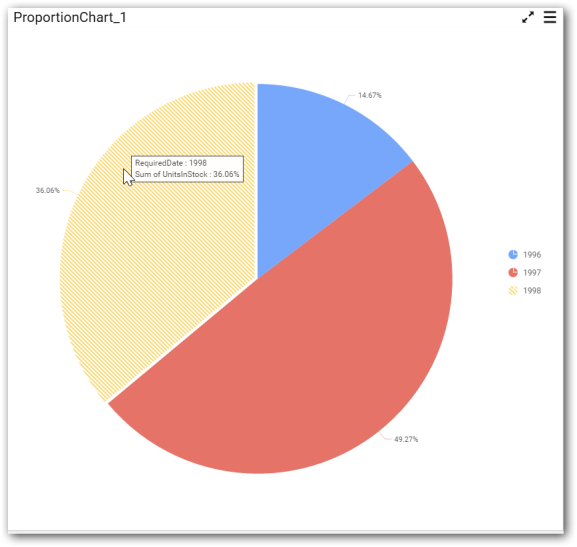 ProportionChart_1
14.67%
RequiredDate : 1998
Sum of UnitsInStock : 36.06%
36.06%
1996
1997
1998
49.27%